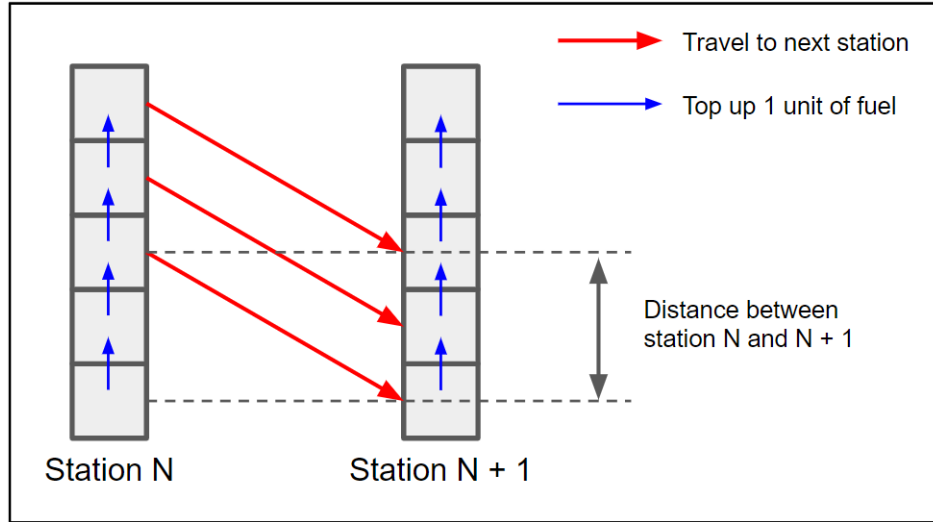 Travel to next station
Top up 1 unit of fuel
Distance between
station N and N + 1
Station N
Station N + 1